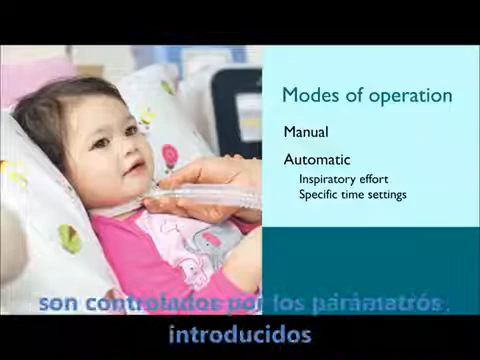 Modes of operation
Manual
Automatic
Inspiratory effort
Specific time settings
son controlados por los parámetros
introducidos